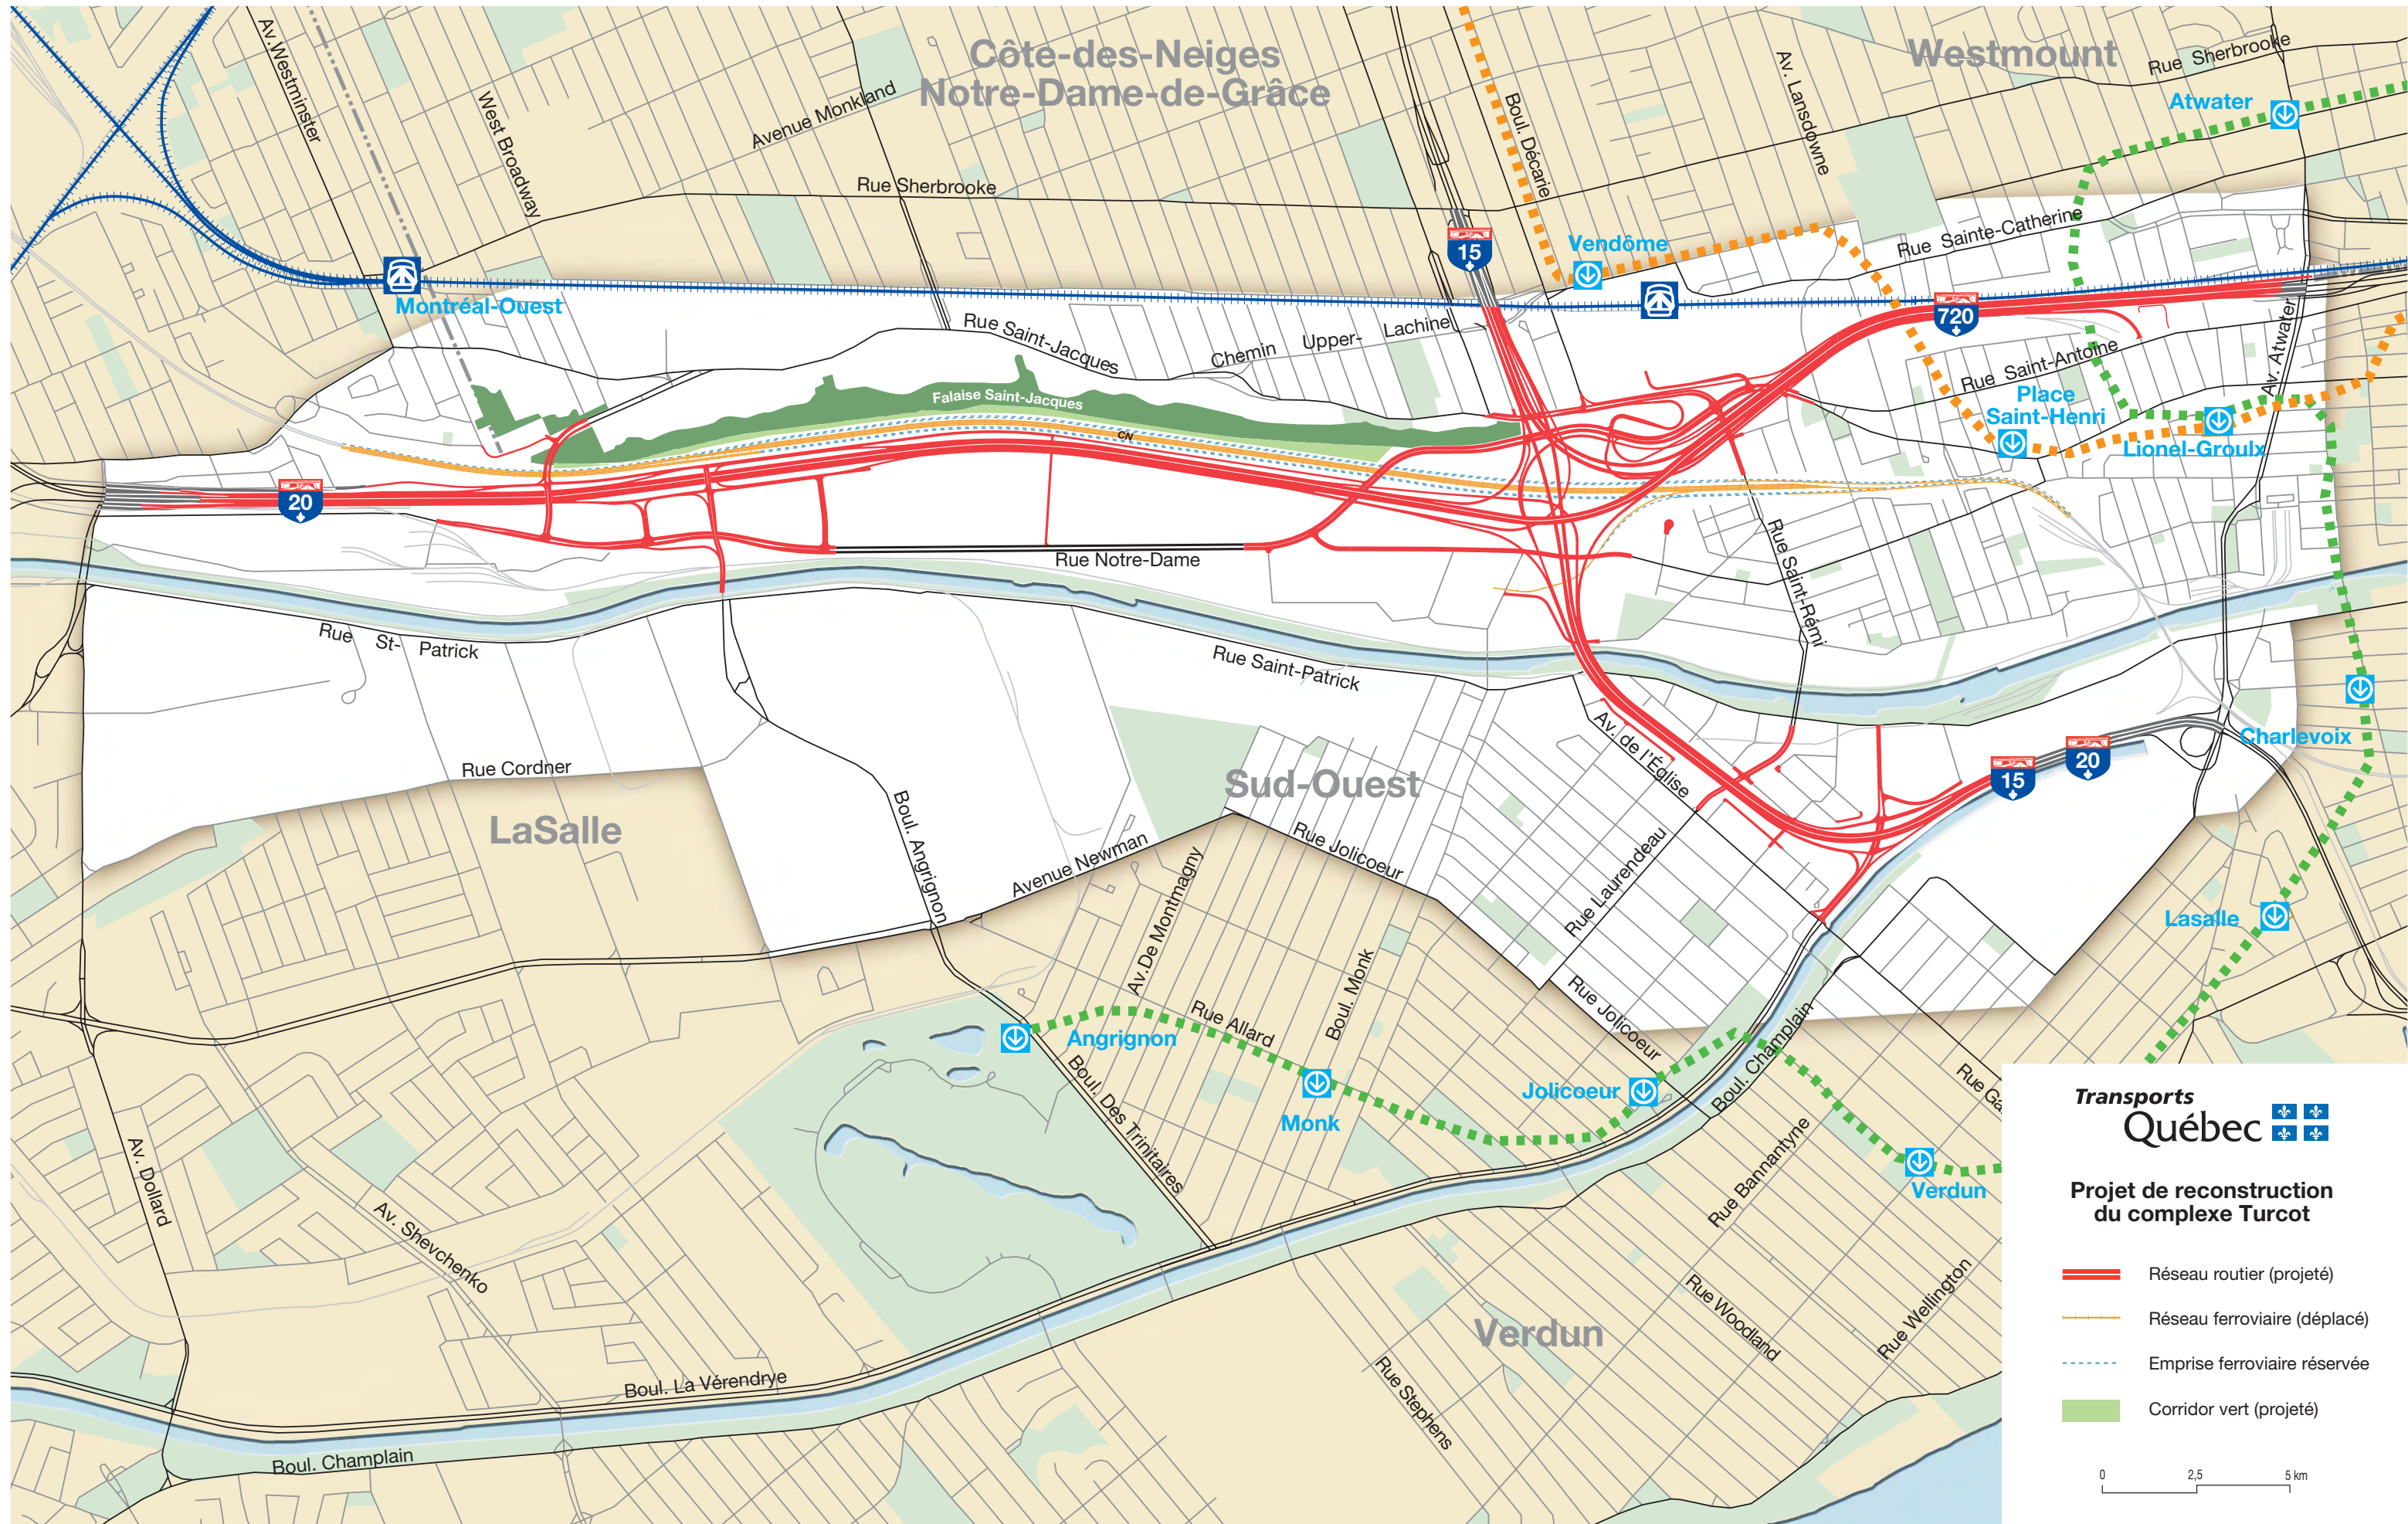 Côte-des-Neiges
Notre-Dame-de-Grâce
Westmount
Av.Westminster
West Broadway
Avenue Monkland
Boul. Décarie
Av. Lansdowne
Rue Sherbrooke
Atwater
Rue Sherbrooke
Rue Sainte-Catherine
15
Vendôme
Montréal-Ouest
720
Rue Saint-Jacques
Chemin Upper-Lachine
Rue Saint-Antoine
Av. Atwater
Falaise Saint-Jacques
CN
Place
Saint-Henri
Lionel-Groulx
20
Rue Notre-Dame
Rue Saint-Rémi
Rue St-Patrick
Rue Saint-Patrick
Av. de l'Église
Charlevoix
Rue Cordner
Sud-Ouest
15
20
LaSalle
Boul. Angrignon
Avenue Newman
Rue Jolicoeur
Rue Laurendeau
Av.De Montmagny
Lasalle
Boul. Monk
Rue Jolicoeur
Angrignon
Rue Allard
Boul. Des Trinitaires
Monk
Jolicoeur
Boul. Champlain
Rue Ga
Verdun
Rue Bannantyne
Av. Dollard
Av. Shevchenko
Rue Woodland
Rue Wellington
Verdun
Rue Stephens
Boul. La Vérendrye
Boul. Champlain
Transports
Québec
Projet de reconstruction
du complexe Turcot
Réseau routier (projeté)
Réseau ferroviaire (déplacé)
Emprise ferroviaire réservée
Corridor vert (projeté)
0 2,5 5 km